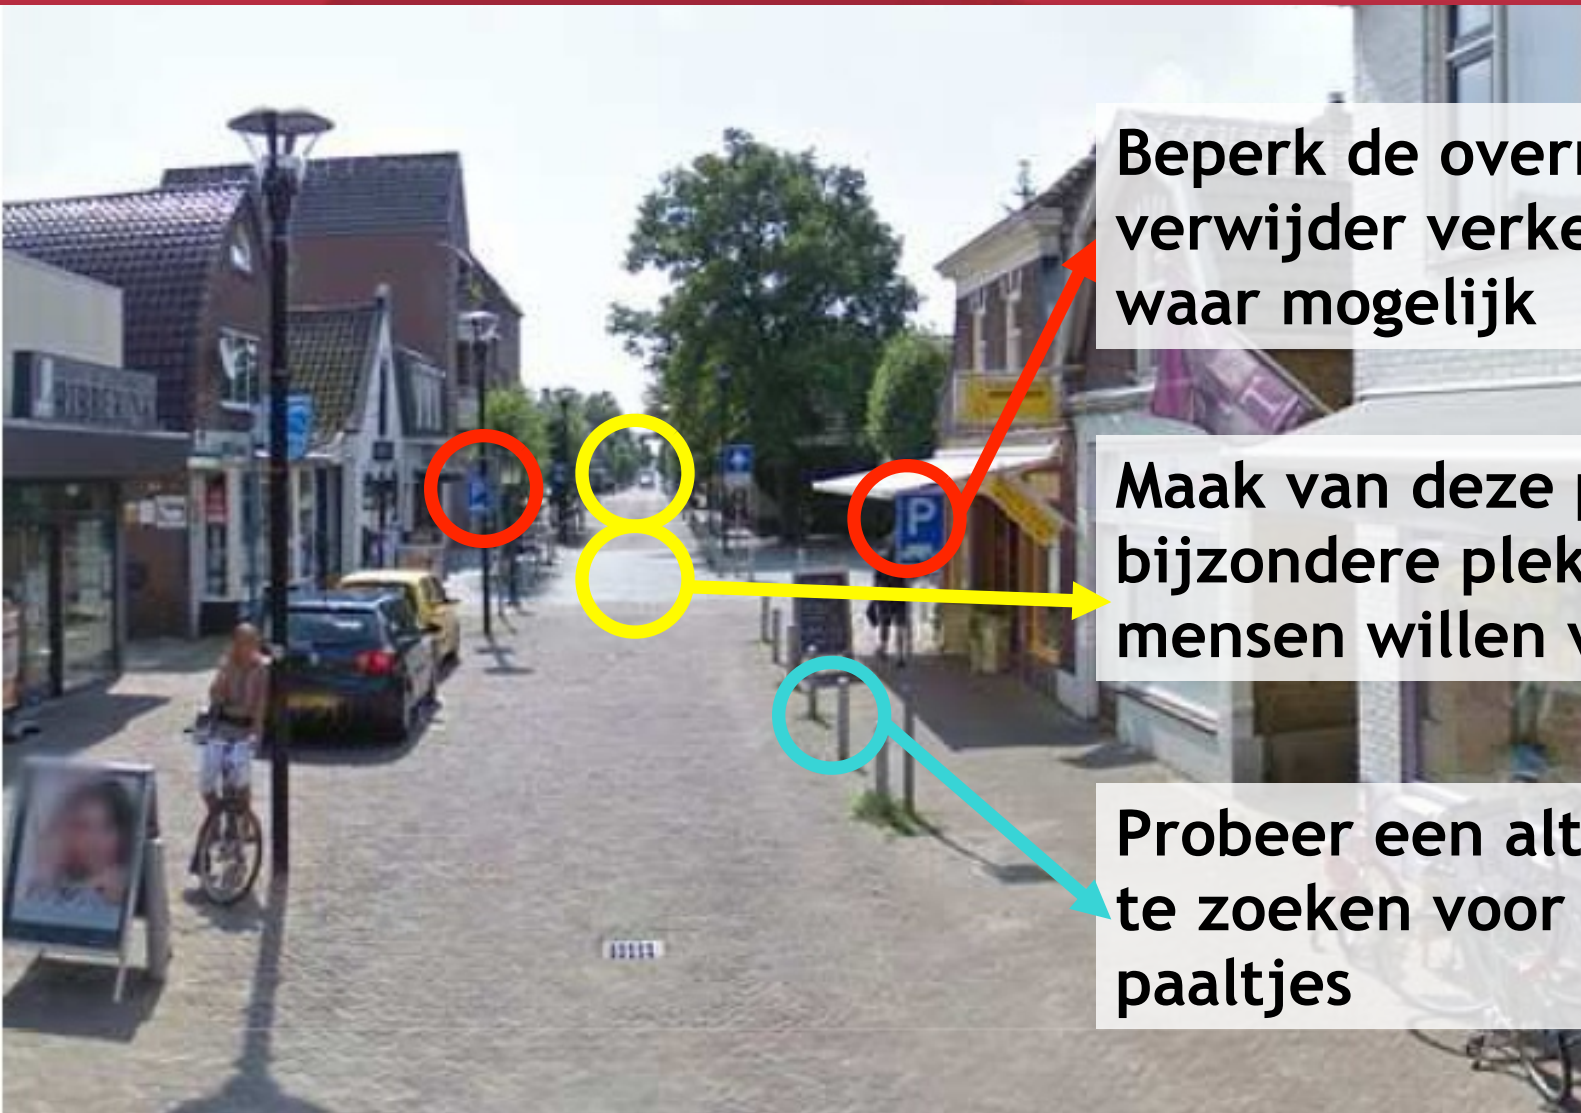 Beperk de overr
verwijder verke
waar mogelijk
Maak van deze p
bijzondere plek
mensen willen v
Probeer een alt
te zoeken voor
paaltjes
P